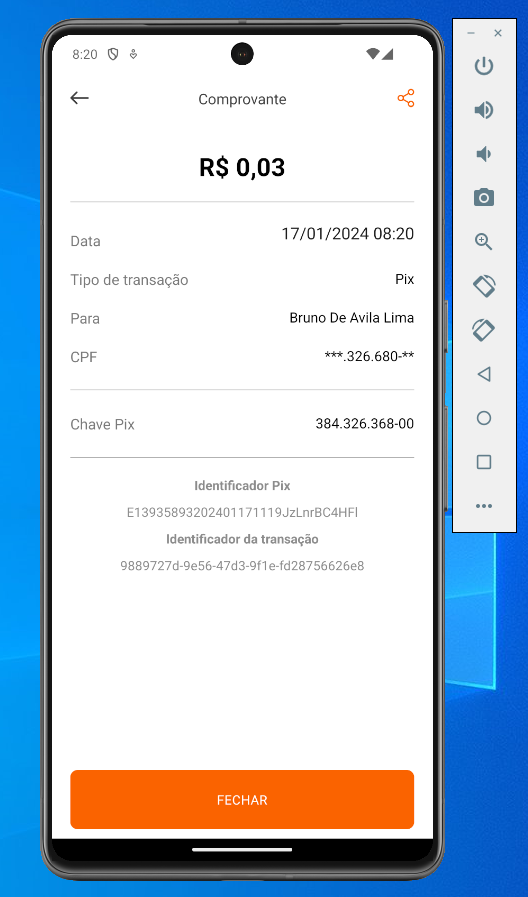 8:20
Comprovante
R$ 0,03
Data 17/01/2024 08:20
Tipo de transação Pix
Para Bruno De Avila Lima
CPF ***.326.680-**
Chave Pix 384.326.368-00
Identificador Pix
E13935893202401171119JzLnrBC4HFl
Identificador da transação
9889727d-9e56-47d3-9f1e-fd28756626e8
FECHAR